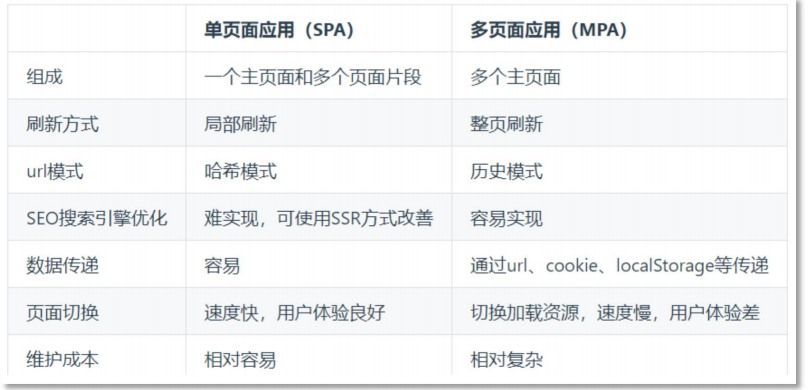 单页面应用（SPA） 多页面应用（MPA）
组成 一个主页面和多个页面片段 多个主页面
刷新方式 局部刷新 整页刷新
url模式 哈希模式 历史模式
SEO搜索引擎优化 难实现，可使用SSR方式改善 容易实现
数据传递 容易 通过url、cookie、localStorage等传递
页面切换 速度快，用户体验良好 切换加载资源，速度慢，用户体验差
维护成本 相对容易 相对复杂